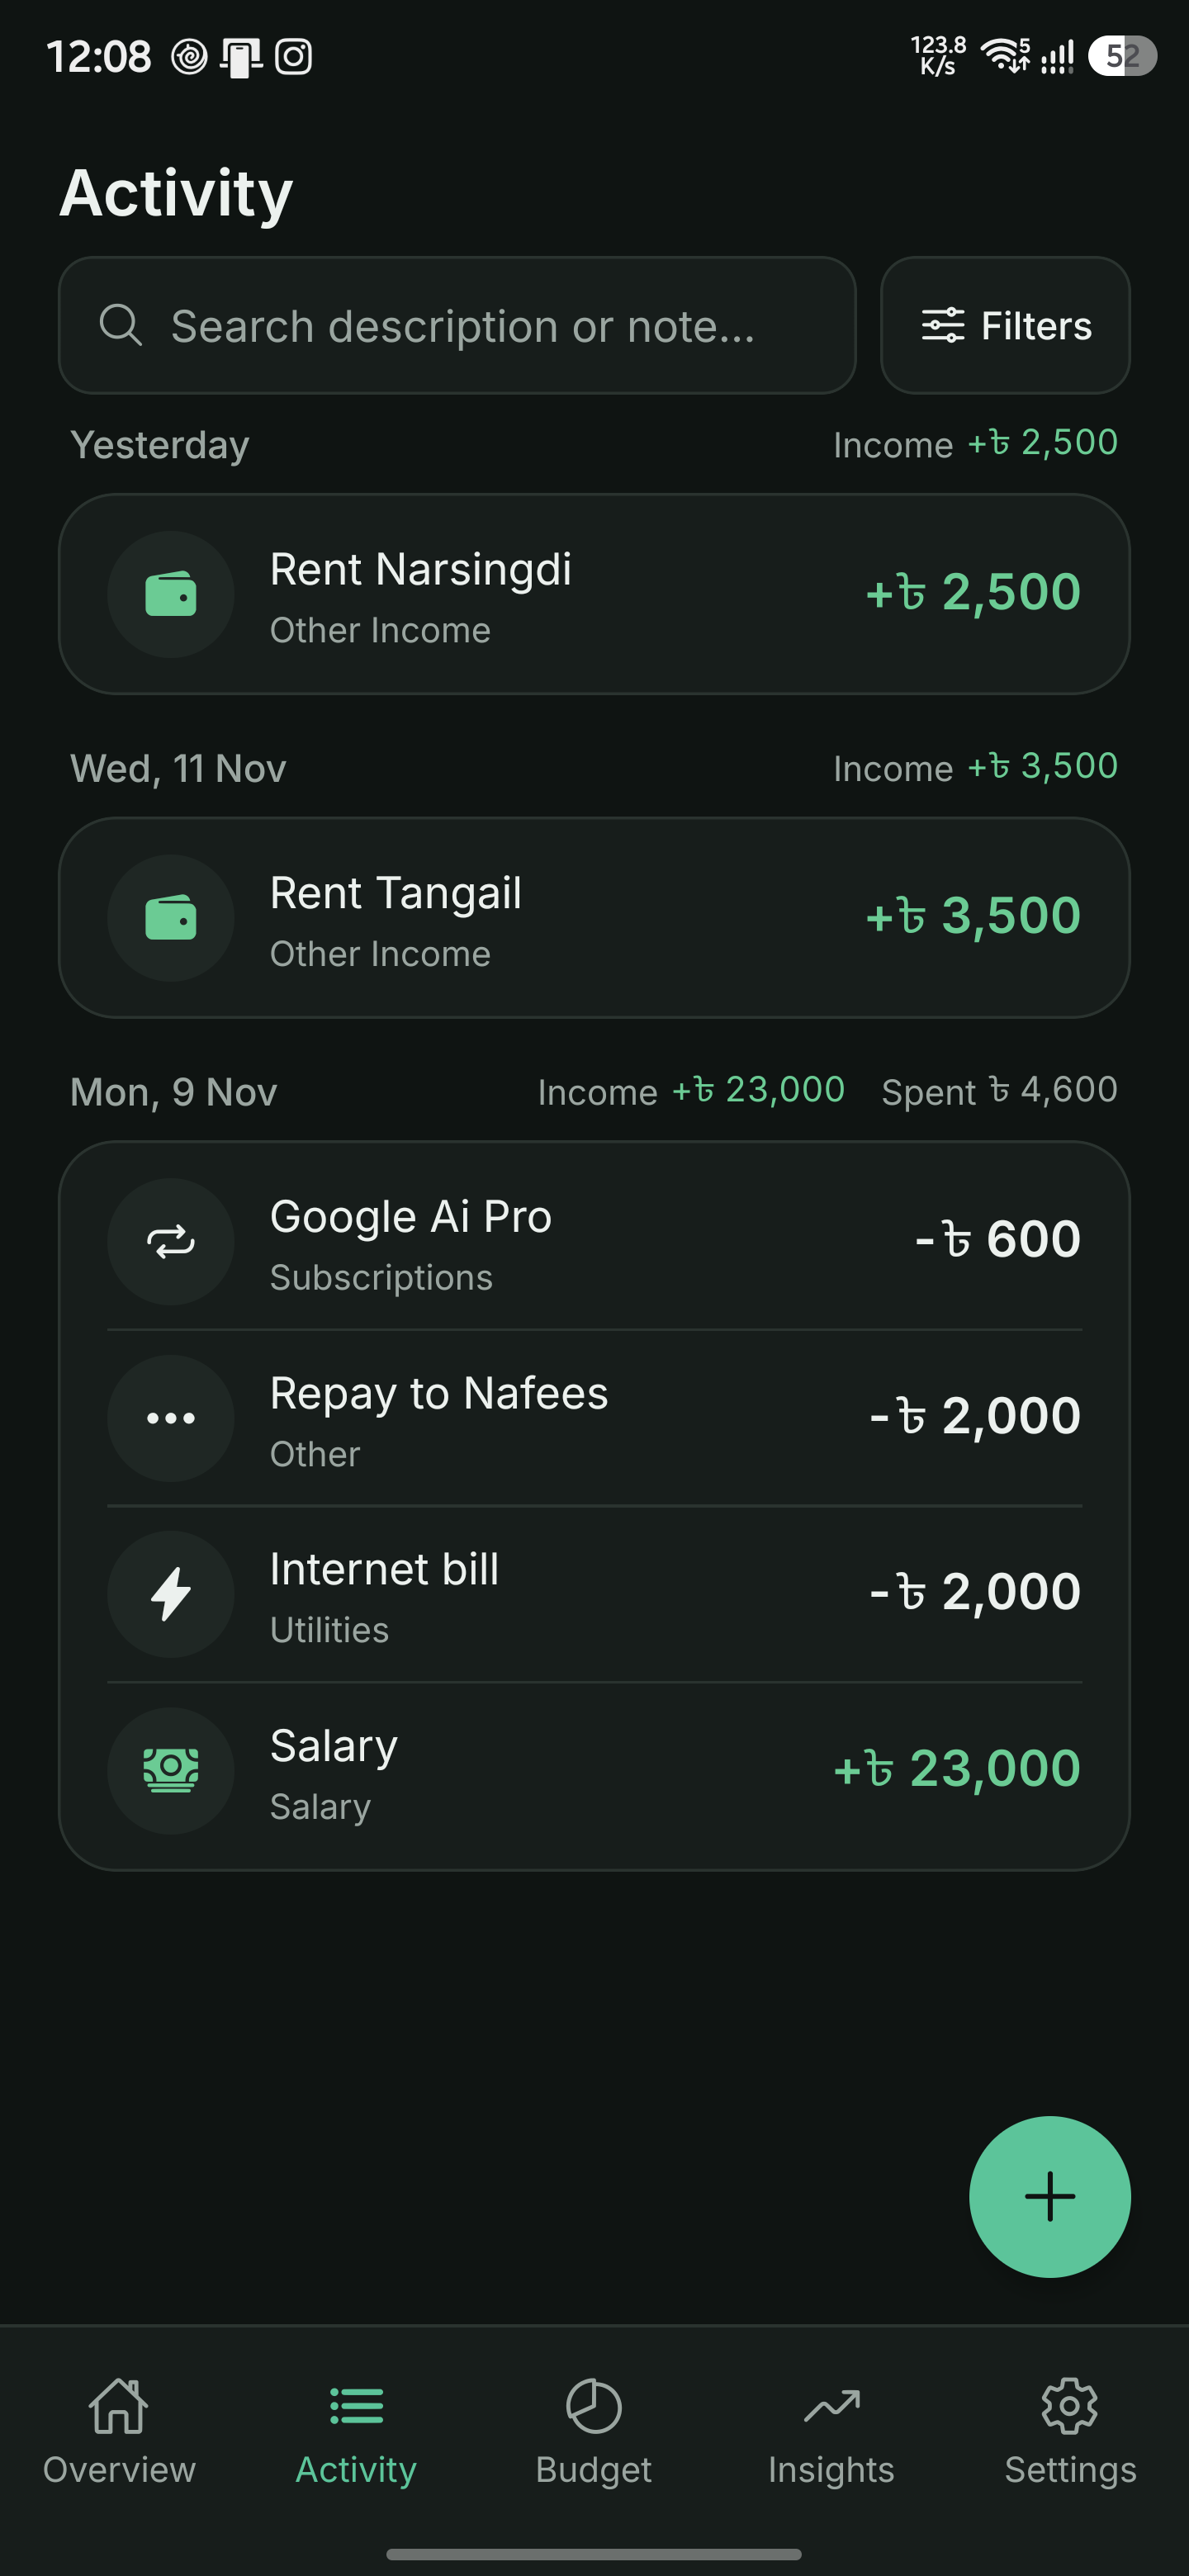 12:08
123.8 K/s
5
52
Activity
Search description or note...
Filters
Yesterday
Income +৳ 2,500
Rent Narsingdi
Other Income
+৳ 2,500
Wed, 11 Nov
Income +৳ 3,500
Rent Tangail
Other Income
+৳ 3,500
Mon, 9 Nov
Income +৳ 23,000 Spent ৳ 4,600
Google Ai Pro
Subscriptions
-৳ 600
Repay to Nafees
Other
-৳ 2,000
Internet bill
Utilities
-৳ 2,000
Salary
Salary
+৳ 23,000
Overview
Activity
Budget
Insights
Settings